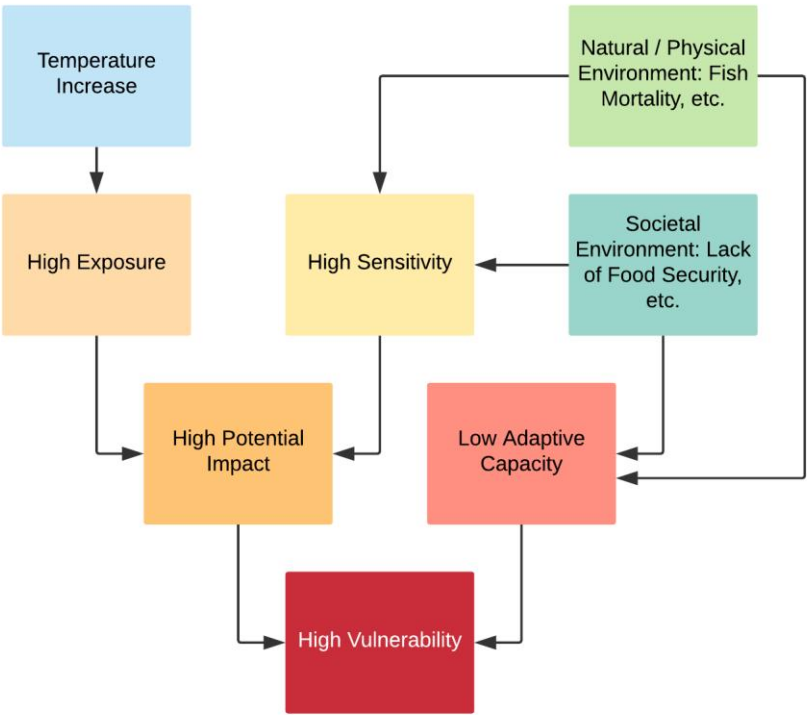 Temperature
Increase
Natural / Physical
Environment: Fish
Mortality, etc.
High Exposure
High Sensitivity
Societal
Environment: Lack
of Food Security,
etc.
High Potential
Impact
Low Adaptive
Capacity
High Vulnerability